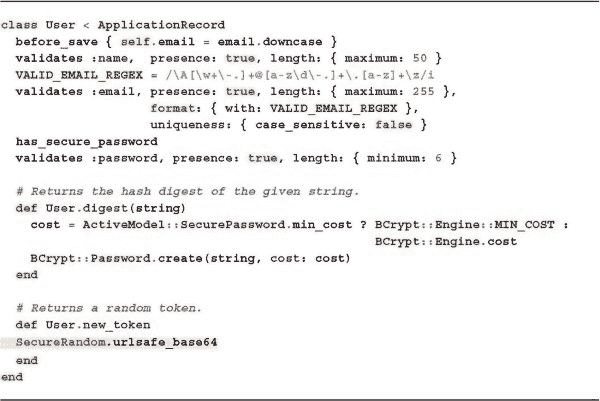 class User < ApplicationRecord
  before_save { self.email = email.downcase }
  validates :name, presence: true, length: { maximum: 50 }
  VALID_EMAIL_REGEX = /\A[\w+\-.]+@[a-z\d\-.]+\.[a-z]+\z/i
  validates :email, presence: true, length: { maximum: 255 },
                    format: { with: VALID_EMAIL_REGEX },
                    uniqueness: { case_sensitive: false }
  has_secure_password
  validates :password, presence: true, length: { minimum: 6 }

  # Returns the hash digest of the given string.
  def User.digest(string)
    cost = ActiveModel::SecurePassword.min_cost ? BCrypt::Engine::MIN_COST :
                                                  BCrypt::Engine.cost
    BCrypt::Password.create(string, cost: cost)
  end

  # Returns a random token.
  def User.new_token
  SecureRandom.urlsafe_base64
  end
end